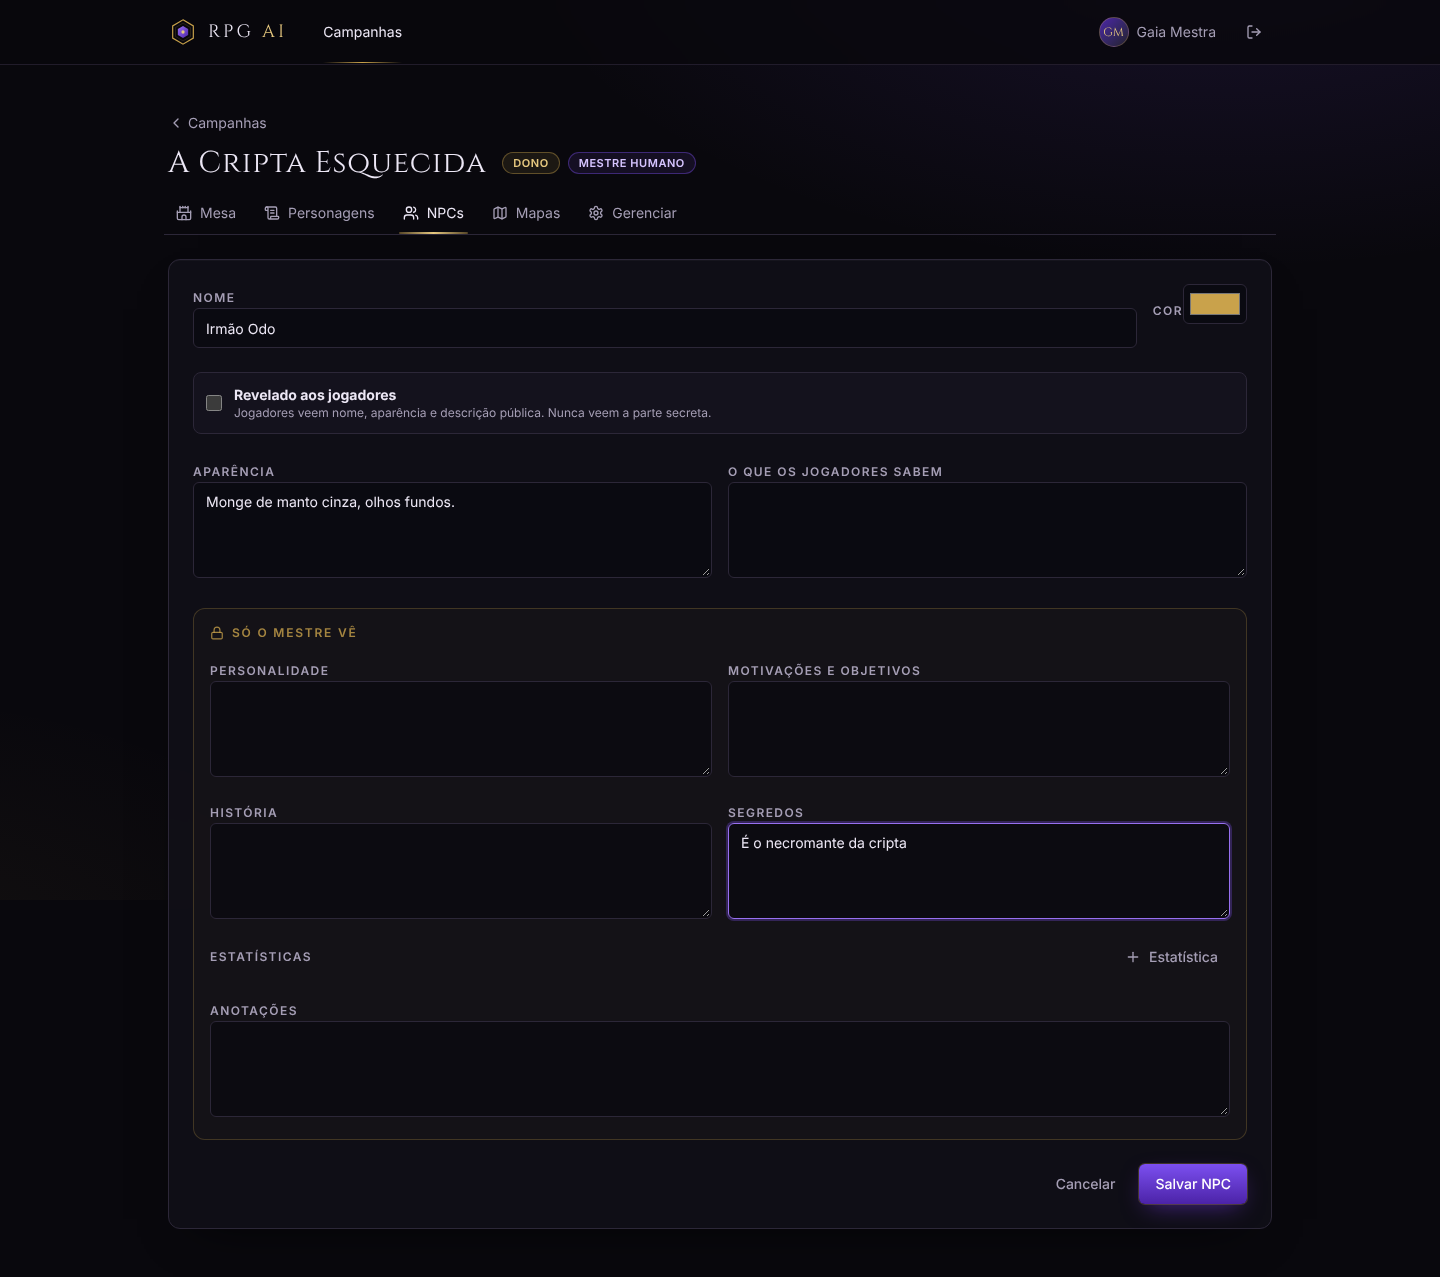 RPG AI
Campanhas
GM
Gaia Mestra
Campanhas
A Cripta Esquecida
DONO
MESTRE HUMANO
Mesa
Personagens
NPCs
Mapas
Gerenciar
NOME
COR
Irmão Odo
Revelado aos jogadores
Jogadores veem nome, aparência e descrição pública. Nunca veem a parte secreta.
APARÊNCIA
O QUE OS JOGADORES SABEM
Monge de manto cinza, olhos fundos.
SÓ O MESTRE VÊ
PERSONALIDADE
MOTIVAÇÕES E OBJETIVOS
HISTÓRIA
SEGREDOS
É o necromante da cripta
ESTATÍSTICAS
Estatística
ANOTAÇÕES
Cancelar
Salvar NPC